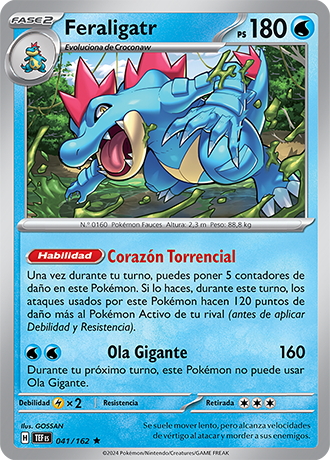 FASE 2 Feraligatr PS 180
Evoluciona de Croconaw
N.º 0160 Pokémon Fauces Altura: 2,3 m Peso: 88,8 kg
Habilidad Corazón Torrencial
Una vez durante tu turno, puedes poner 5 contadores de
daño en este Pokémon. Si lo haces, durante este turno, los
ataques usados por este Pokémon hacen 120 puntos de
daño más al Pokémon Activo de tu rival (antes de aplicar
Debilidad y Resistencia).
Ola Gigante 160
Durante tu próximo turno, este Pokémon no puede usar
Ola Gigante.
Debilidad ×2 Resistencia Retirada
Ilus. GOSSAN
H TEF ES 041/162 ★
Se suele mover lento, pero alcanza velocidades
de vértigo al atacar y morder a sus enemigos.
©2024 Pokémon/Nintendo/Creatures/GAME FREAK